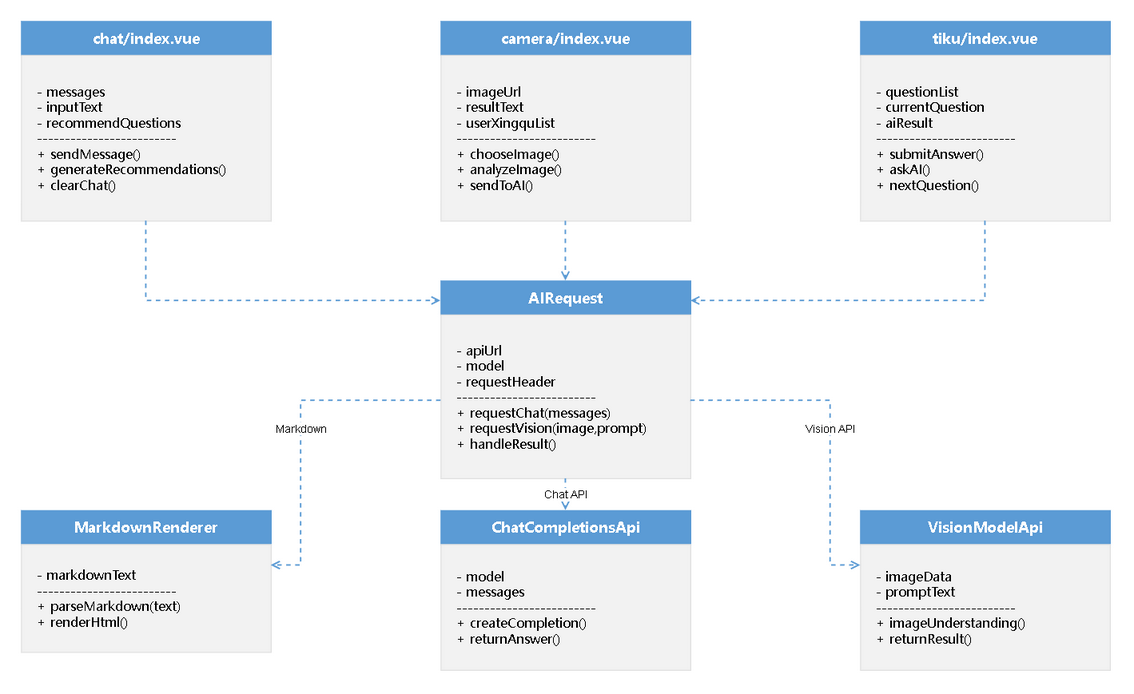 chat/index.vue
- messages
- inputText
- recommendQuestions
--------------------------
+ sendMessage()
+ generateRecommendations()
+ clearChat()
camera/index.vue
- imageUrl
- resultText
- userXingquList
--------------------------
+ chooseImage()
+ analyzeImage()
+ sendToAI()
tiku/index.vue
- questionList
- currentQuestion
- aiResult
--------------------------
+ submitAnswer()
+ askAI()
+ nextQuestion()
AIRequest
- apiUrl
- model
- requestHeader
--------------------------
+ requestChat(messages)
+ requestVision(image,prompt)
+ handleResult()
Markdown
Chat API
Vision API
MarkdownRenderer
- markdownText
--------------------------
+ parseMarkdown(text)
+ renderHtml()
ChatCompletionsApi
- model
- messages
--------------------------
+ createCompletion()
+ returnAnswer()
VisionModelApi
- imageData
- promptText
--------------------------
+ imageUnderstanding()
+ returnResult()